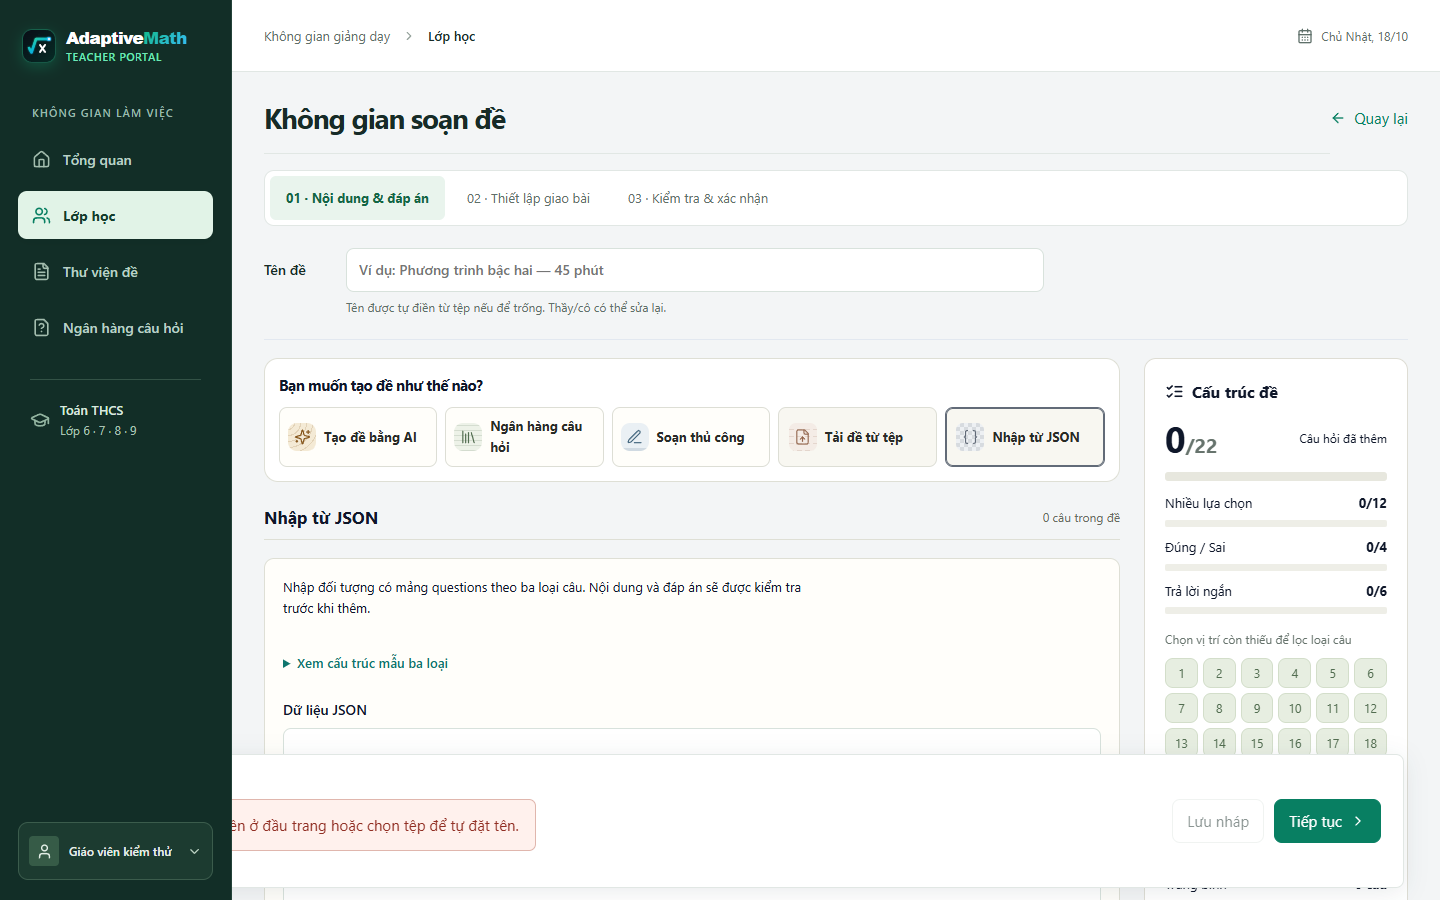 AdaptiveMath
TEACHER PORTAL
KHÔNG GIAN LÀM VIỆC
Tổng quan
Lớp học
Thư viện đề
Ngân hàng câu hỏi
Toán THCS
Lớp 6 · 7 · 8 · 9
Giáo viên kiểm thử
Không gian giảng dạy > Lớp học
Chủ Nhật, 18/10
Không gian soạn đề
Quay lại
01 · Nội dung & đáp án
02 · Thiết lập giao bài
03 · Kiểm tra & xác nhận
Tên đề
Ví dụ: Phương trình bậc hai — 45 phút
Tên được tự điền từ tệp nếu để trống. Thầy/cô có thể sửa lại.
Bạn muốn tạo đề như thế nào?
Tạo đề bằng AI
Ngân hàng câu
hỏi
Soạn thủ công
Tải đề từ tệp
Nhập từ JSON
Nhập từ JSON
0 câu trong đề
Nhập đối tượng có mảng questions theo ba loại câu. Nội dung và đáp án sẽ được kiểm tra
trước khi thêm.
Xem cấu trúc mẫu ba loại
Dữ liệu JSON
Cấu trúc đề
0/22
Câu hỏi đã thêm
Nhiều lựa chọn 0/12
Đúng / Sai 0/4
Trả lời ngắn 0/6
Chọn vị trí còn thiếu để lọc loại câu
1 2 3 4 5 6
7 8 9 10 11 12
13 14 15 16 17 18
ên ở đầu trang hoặc chọn tệp để tự đặt tên.
Lưu nháp
Tiếp tục